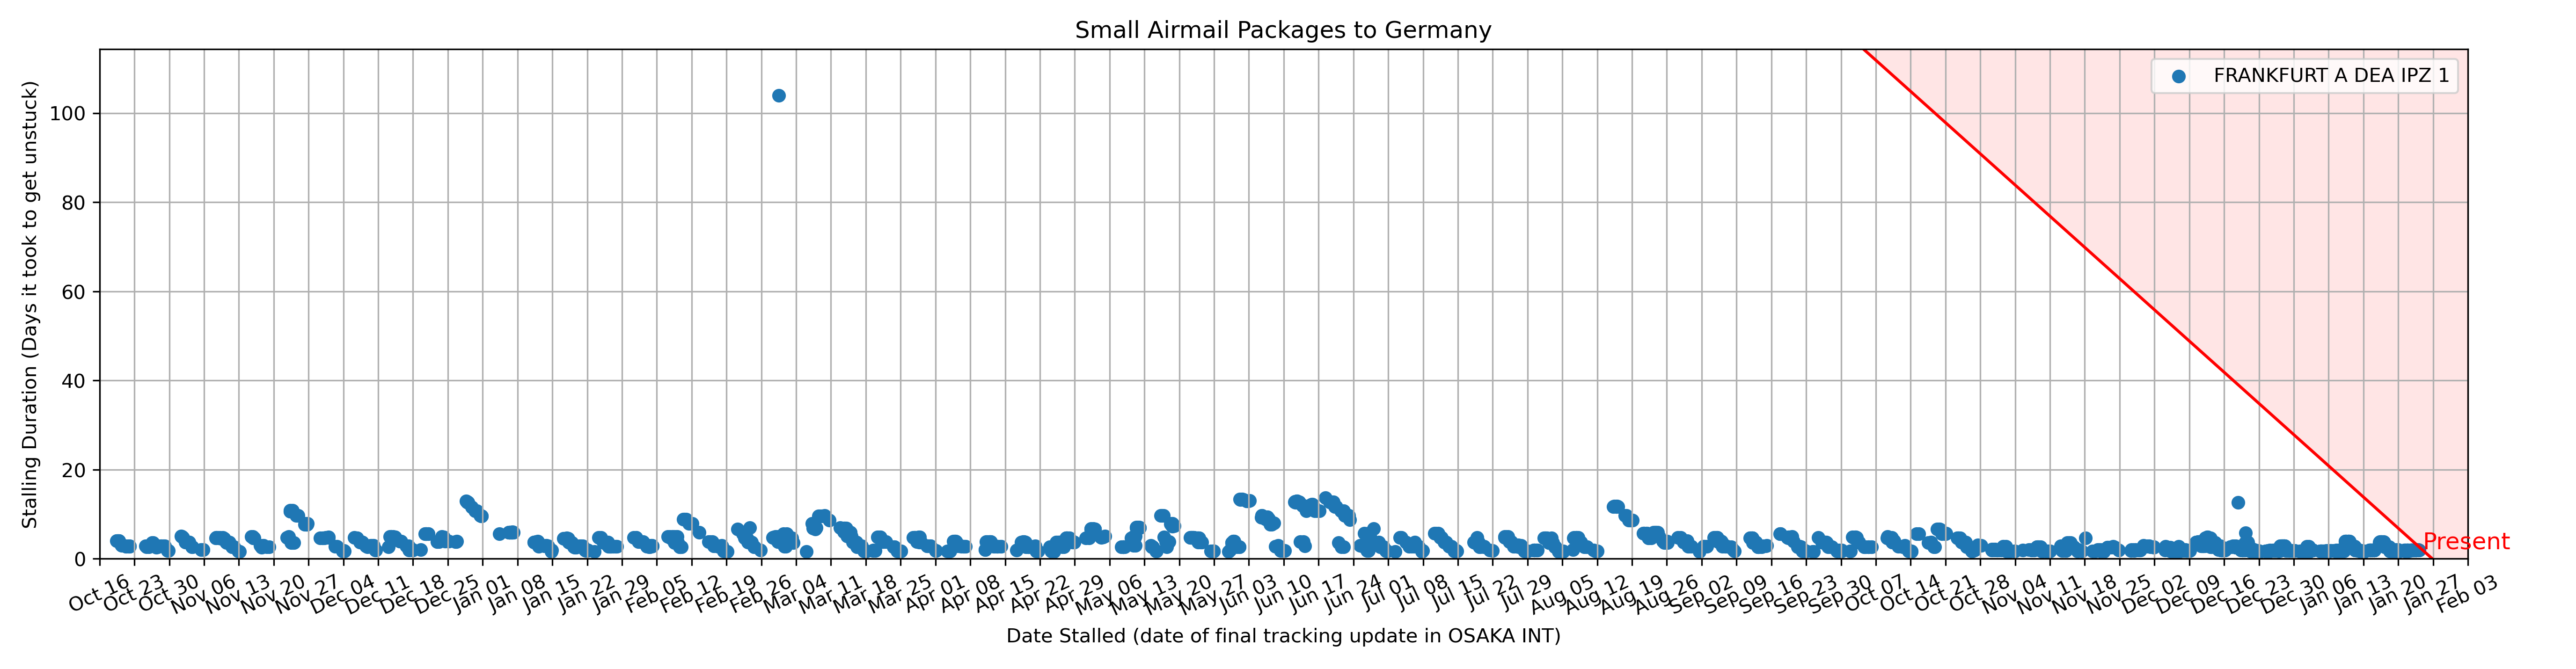 Small Airmail Packages to Germany
FRANKFURT A DEA IPZ 1
Stalling Duration (Days it took to get unstuck)
100
80
60
40
20
0
Present
Oct 16
Oct 23
Oct 30
Nov 06
Nov 13
Nov 20
Nov 27
Dec 04
Dec 11
Dec 18
Dec 25
Jan 01
Jan 08
Jan 15
Jan 22
Jan 29
Feb 05
Feb 12
Feb 19
Feb 26
Mar 04
Mar 11
Mar 18
Mar 25
Apr 01
Apr 08
Apr 15
Apr 22
Apr 29
May 06
May 13
May 20
May 27
Jun 03
Jun 10
Jun 17
Jun 24
Jul 01
Jul 08
Jul 15
Jul 22
Jul 29
Aug 05
Aug 12
Aug 19
Aug 26
Sep 02
Sep 09
Sep 16
Sep 23
Sep 30
Oct 07
Oct 14
Oct 21
Oct 28
Nov 04
Nov 11
Nov 18
Nov 25
Dec 02
Dec 09
Dec 16
Dec 23
Dec 30
Jan 06
Jan 13
Jan 20
Jan 27
Feb 03
Date Stalled (date of final tracking update in OSAKA INT)